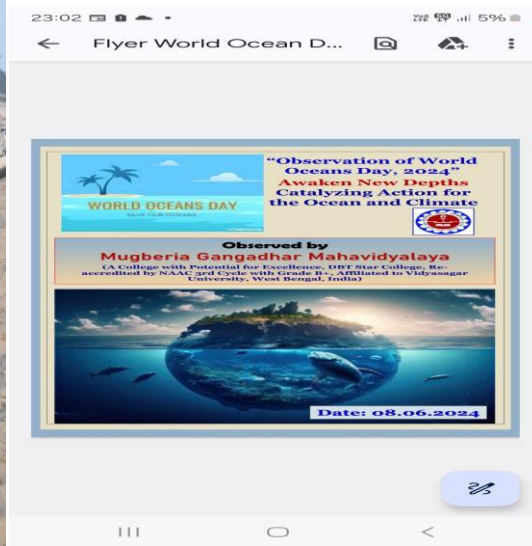 23:02
5%
Flyer World Ocean D...
WORLD OCEANS DAY
SAVE OUR OCEANS
“Observation of World
Oceans Day, 2024”
Awaken New Depths
Catalyzing Action for
the Ocean and Climate
Observed by
Mugberia Gangadhar Mahavidyalaya
(A College with Potential for Excellence, DBT Star College, Re-
accredited by NAAC 3rd Cycle with Grade B+, Affiliated to Vidyasagar
University, West Bengal, India)
Date: 08.06.2024